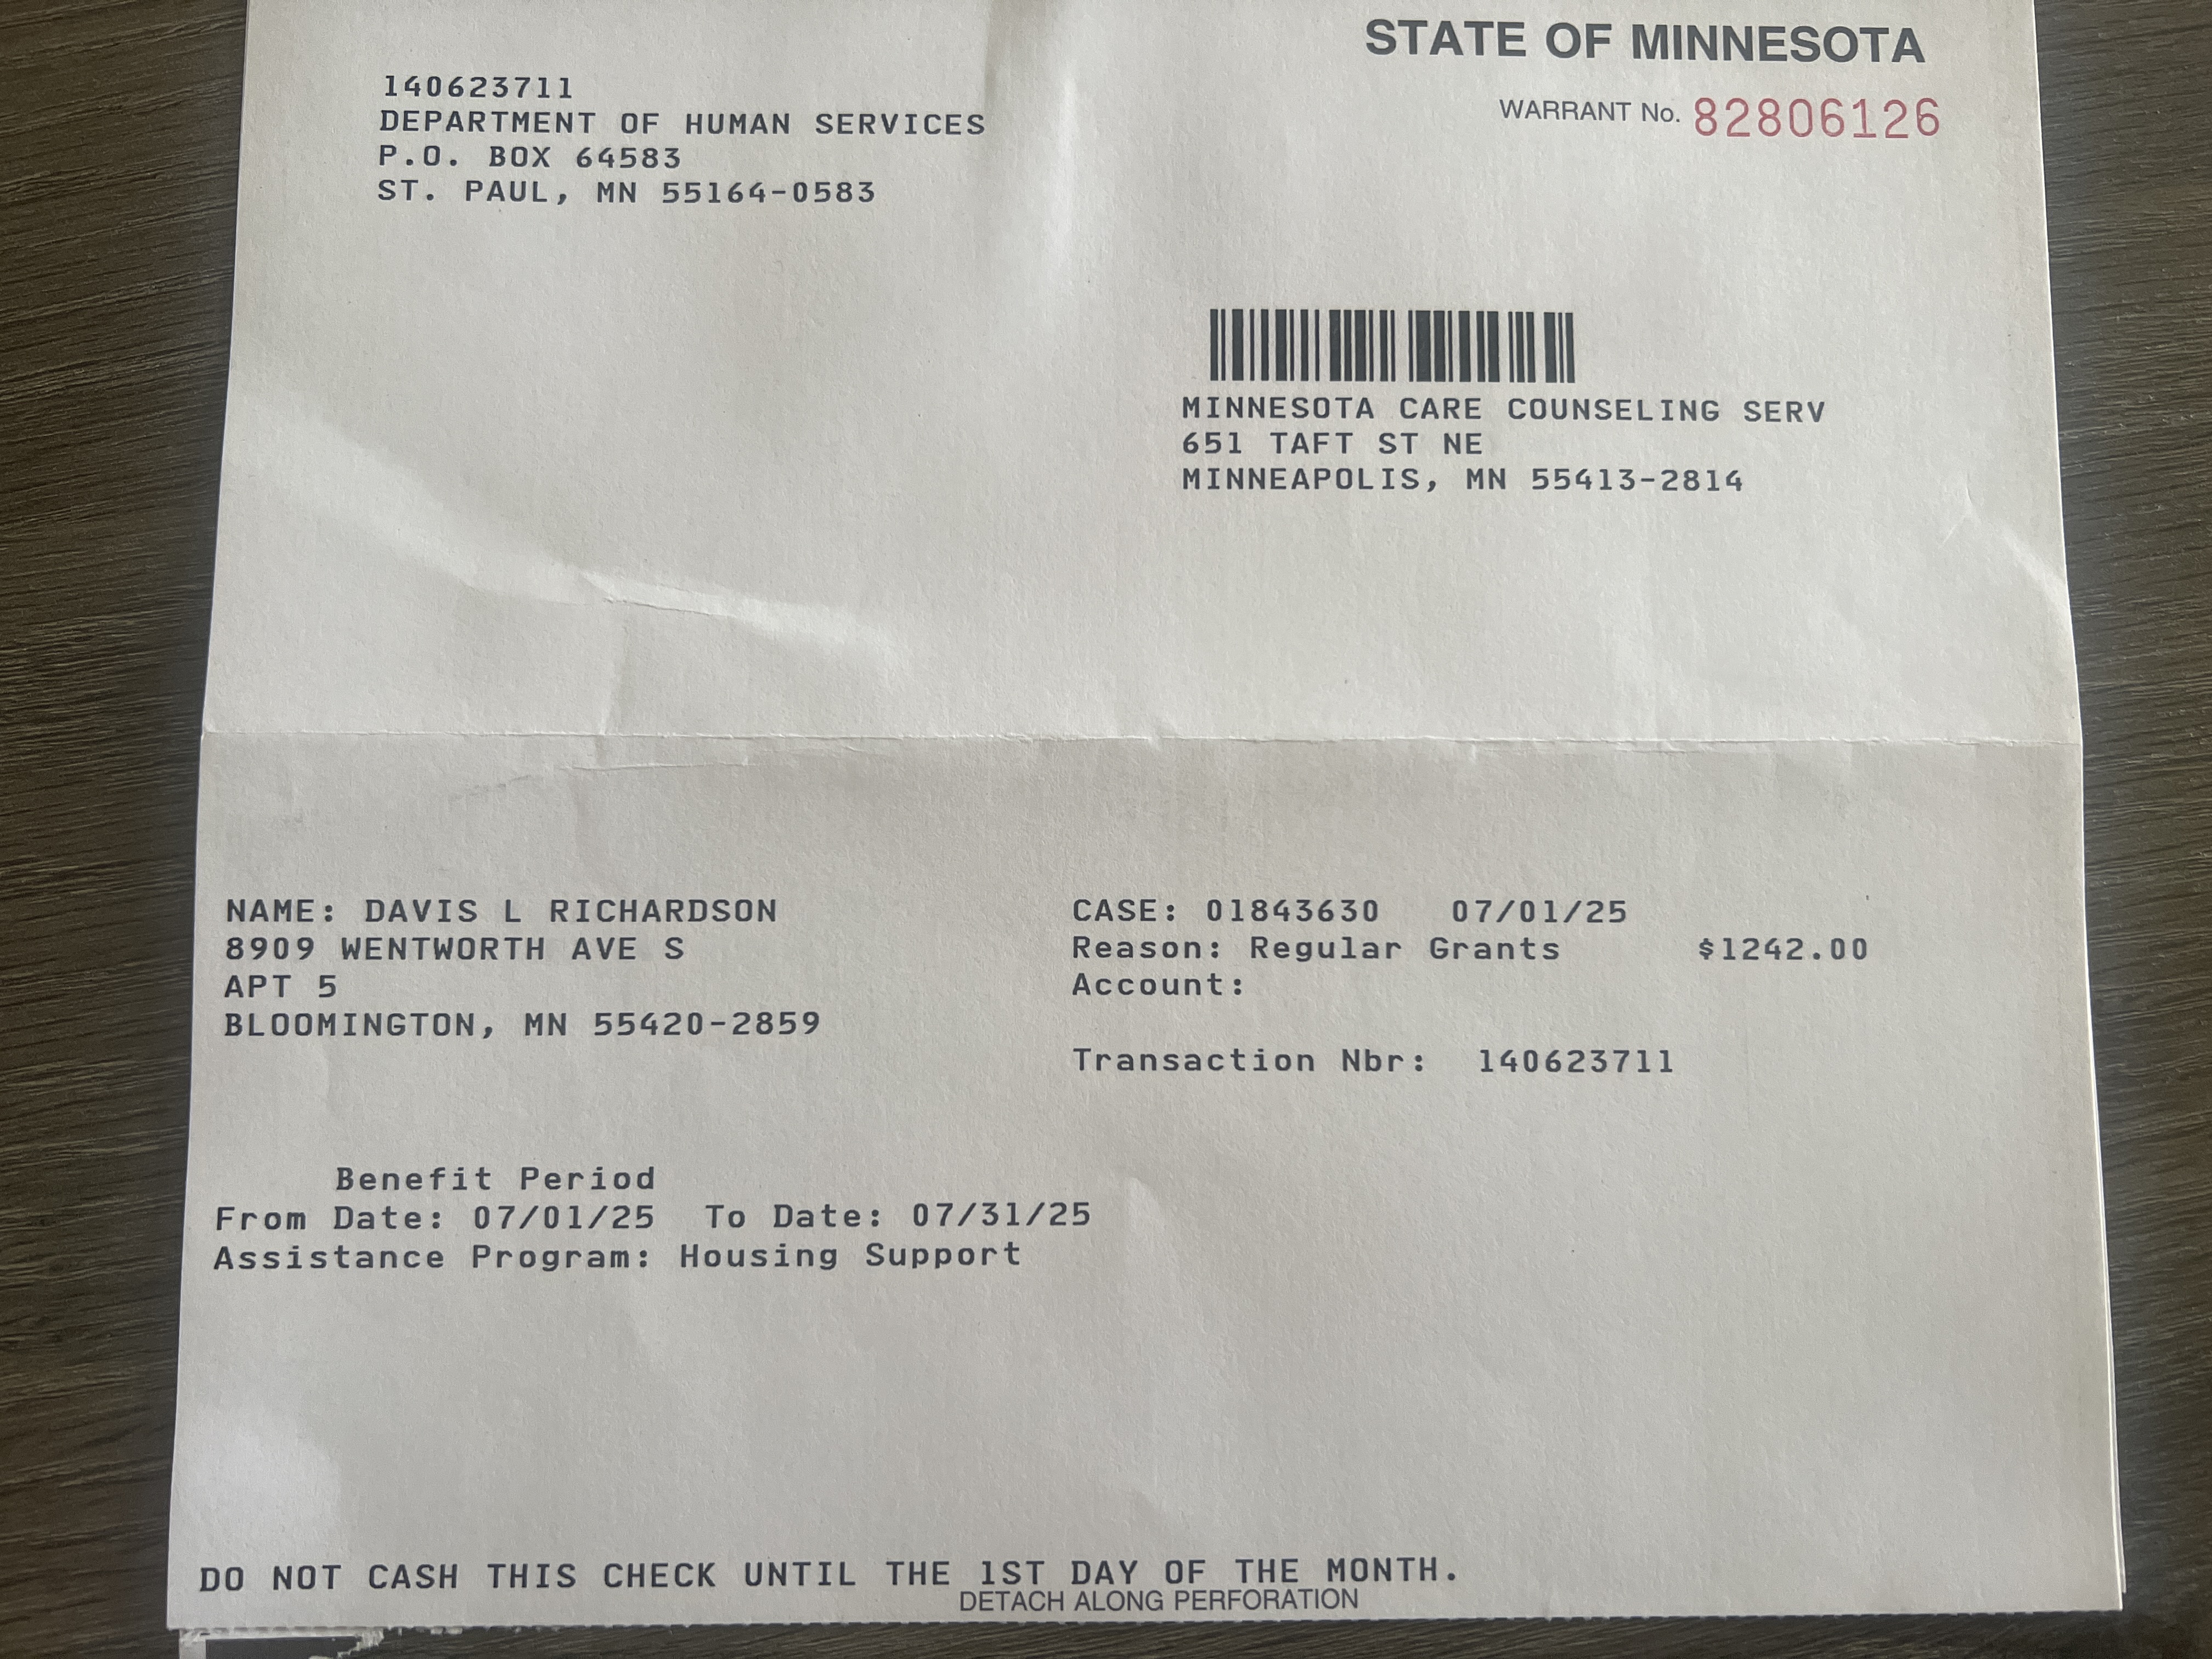 STATE OF MINNESOTA
140623711
DEPARTMENT OF HUMAN SERVICES
P.O. BOX 64583
ST. PAUL, MN 55164-0583
WARRANT No. 82806126
MINNESOTA CARE COUNSELING SERV
651 TAFT ST NE
MINNEAPOLIS, MN 55413-2814
NAME: DAVIS L RICHARDSON CASE: 01843630 07/01/25
8909 WENTWORTH AVE S Reason: Regular Grants $1242.00
APT 5 Account:
BLOOMINGTON, MN 55420-2859
Transaction Nbr: 140623711
Benefit Period
From Date: 07/01/25 To Date: 07/31/25
Assistance Program: Housing Support
DO NOT CASH THIS CHECK UNTIL THE 1ST DAY OF THE MONTH.
DETACH ALONG PERFORATION